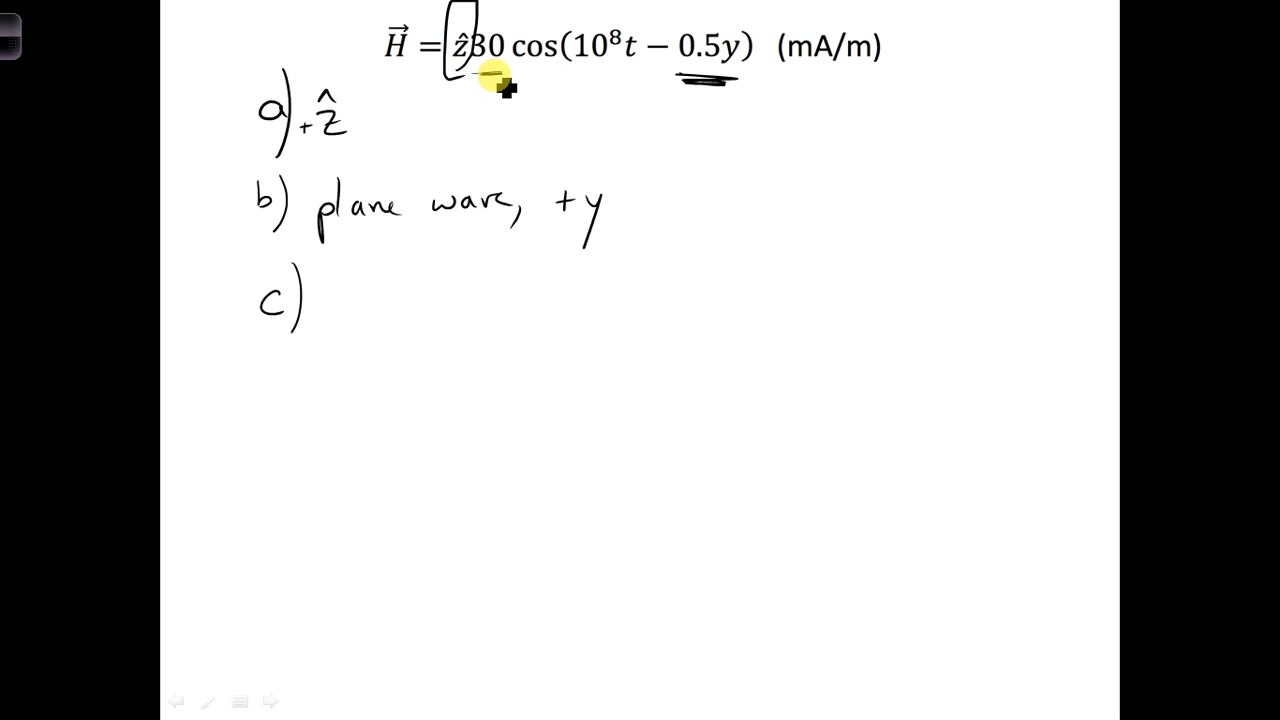 H⃗ = ẑ30 cos(10⁸t − 0.5y) (mA/m)
a) +ẑ
b) plane wave, +y
c)